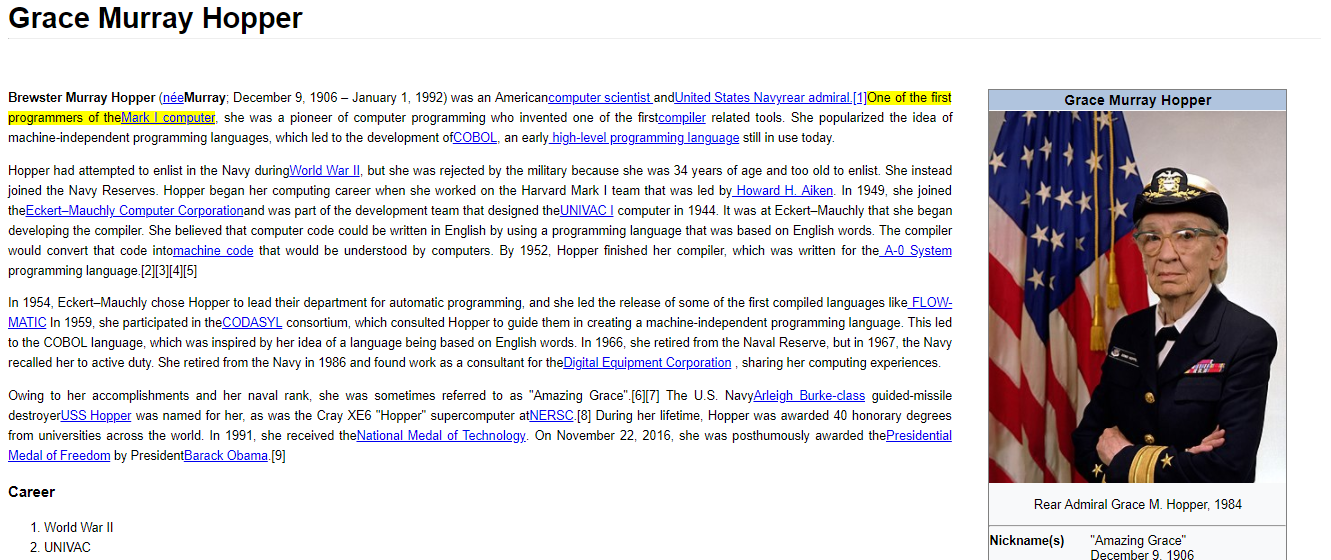 Grace Murray Hopper
Brewster Murray Hopper (néeMurray; December 9, 1906 – January 1, 1992) was an Americancomputer scientist andUnited States Navyrear admiral.[1]One of the first
programmers of theMark I computer, she was a pioneer of computer programming who invented one of the firstcompiler related tools. She popularized the idea of
machine-independent programming languages, which led to the development ofCOBOL, an early high-level programming language still in use today.
Hopper had attempted to enlist in the Navy duringWorld War II, but she was rejected by the military because she was 34 years of age and too old to enlist. She instead
joined the Navy Reserves. Hopper began her computing career when she worked on the Harvard Mark I team that was led by Howard H. Aiken. In 1949, she joined
theEckert–Mauchly Computer Corporationand was part of the development team that designed theUNIVAC I computer in 1944. It was at Eckert–Mauchly that she began
developing the compiler. She believed that computer code could be written in English by using a programming language that was based on English words. The compiler
would convert that code intomachine code that would be understood by computers. By 1952, Hopper finished her compiler, which was written for the A-0 System
programming language.[2][3][4][5]
In 1954, Eckert–Mauchly chose Hopper to lead their department for automatic programming, and she led the release of some of the first compiled languages like FLOW-
MATIC In 1959, she participated in theCODASYL consortium, which consulted Hopper to guide them in creating a machine-independent programming language. This led
to the COBOL language, which was inspired by her idea of a language being based on English words. In 1966, she retired from the Naval Reserve, but in 1967, the Navy
recalled her to active duty. She retired from the Navy in 1986 and found work as a consultant for theDigital Equipment Corporation , sharing her computing experiences.
Owing to her accomplishments and her naval rank, she was sometimes referred to as "Amazing Grace".[6][7] The U.S. NavyArleigh Burke-class guided-missile
destroyerUSS Hopper was named for her, as was the Cray XE6 "Hopper" supercomputer atNERSC.[8] During her lifetime, Hopper was awarded 40 honorary degrees
from universities across the world. In 1991, she received theNational Medal of Technology. On November 22, 2016, she was posthumously awarded thePresidential
Medal of Freedom by PresidentBarack Obama.[9]
Career
1. World War II
2. UNIVAC
Grace Murray Hopper
Rear Admiral Grace M. Hopper, 1984
Nickname(s) "Amazing Grace"
December 9, 1906